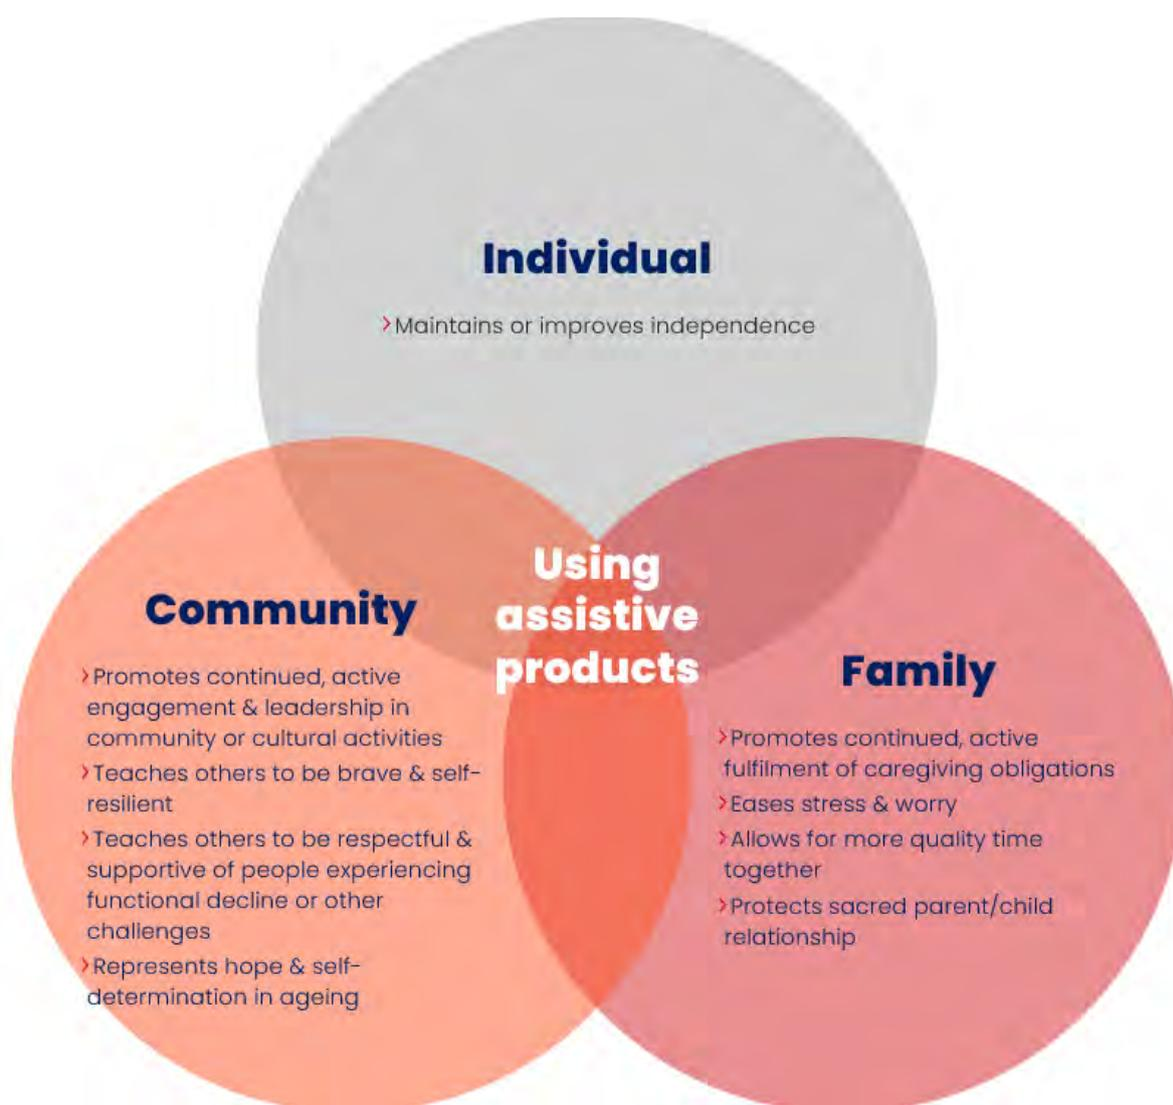 Individual
›Maintains or improves independence
Using
assistive
products
Community
›Promotes continued, active
engagement & leadership in
community or cultural activities
›Teaches others to be brave & self-
resilient
›Teaches others to be respectful &
supportive of people experiencing
functional decline or other
challenges
›Represents hope & self-
determination in ageing
Family
›Promotes continued, active
fulfilment of caregiving obligations
›Eases stress & worry
›Allows for more quality time
together
›Protects sacred parent/child
relationship